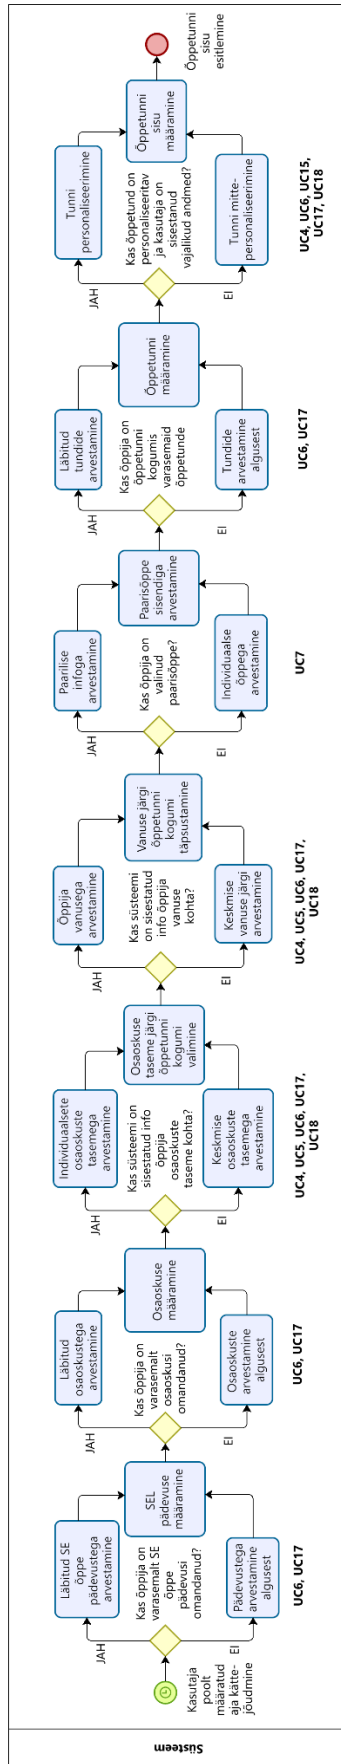 Süsteem
Kasutaja
poolt
määratud
aja kätte-
jõudmine
JAH
EI
Läbitud SE
õppe
pädevustega
arvestamine
Kas õppija on
varasemalt SE
õppe
pädevusi
omandanud?
Pädevustega
arvestamine
algusest
SEL
pädevuse
määramine
UC6, UC17
JAH
EI
Läbitud
osaoskustega
arvestamine
Kas õppija on
varasemalt
osaoskusi
omandanud?
Osaoskuste
arvestamine
algusest
Osaoskuse
määramine
UC6, UC17
JAH
EI
Individuaalsete
osaoskuste
tasemega
arvestamine
Kas süsteemi on
sisestatud info
õppija
osaoskuste
taseme kohta?
Keskmise
osaoskuste
tasemega
arvestamine
Osaoskuse
taseme järgi
õppetunni
kogumi
valimine
UC4, UC5, UC6, UC17,
UC18
JAH
EI
Õppija
vanusega
arvestamine
Kas süsteemi
on sisestatud
info õppija
vanuse
kohta?
Keskmise
vanuse järgi
arvestamine
Vanuse järgi
õppetunni
kogumi
täpsustamine
UC4, UC5, UC6, UC17,
UC18
JAH
EI
Paarilise
infoga
arvestamine
Kas õppija on
valinud
paarisõppe?
Individuaalse
õppega
arvestamine
Paarisõppe
sisendiga
arvestamine
UC7
JAH
EI
Läbitud
tundide
arvestamine
Kas õppija on
õppetunni
kogumis
varasemaid
õppetunde
Tundide
arvestamine
algusest
Õppetunni
määramine
UC6, UC17
JAH
EI
Tunni
personaliseerimine
Kas õppetund on
personaliseeritav
ja kasutaja on
sisestanud
vajalikud andmed?
Tunni mitte-
personaliseerimine
Õppetunni
sisu
määramine
Õppetunni
sisu
esitlemine
UC4, UC6, UC15,
UC17, UC18